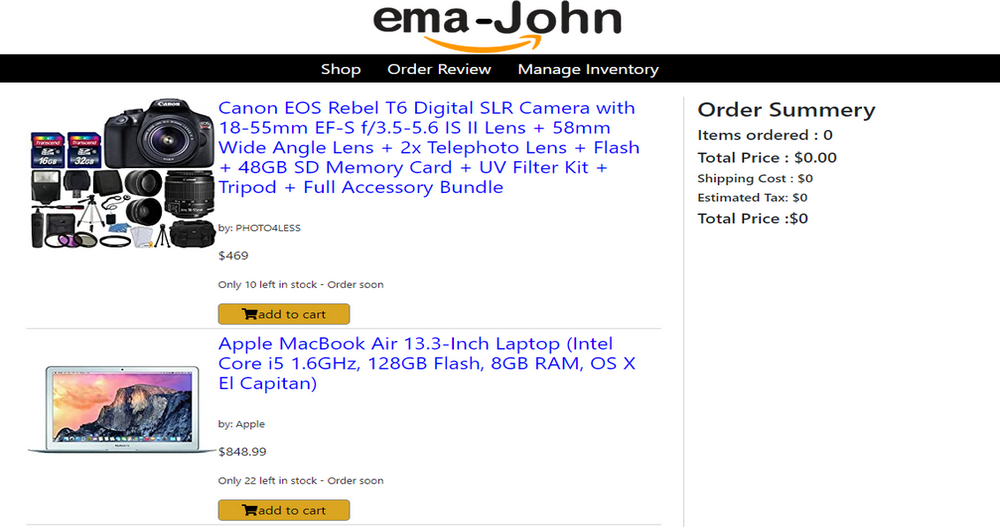 ema-John
Shop Order Review Manage Inventory
Canon EOS Rebel T6 Digital SLR Camera with
18-55mm EF-S f/3.5-5.6 IS II Lens + 58mm
Wide Angle Lens + 2x Telephoto Lens + Flash
+ 48GB SD Memory Card + UV Filter Kit +
Tripod + Full Accessory Bundle
Canon
Transcend Transcend
16GB 32GB
by: PHOTO4LESS
$469
Only 10 left in stock - Order soon
add to cart
Apple MacBook Air 13.3-Inch Laptop (Intel
Core i5 1.6GHz, 128GB Flash, 8GB RAM, OS X
El Capitan)
by: Apple
$848.99
Only 22 left in stock - Order soon
add to cart
Order Summery
Items ordered : 0
Total Price : $0.00
Shipping Cost : $0
Estimated Tax: $0
Total Price :$0